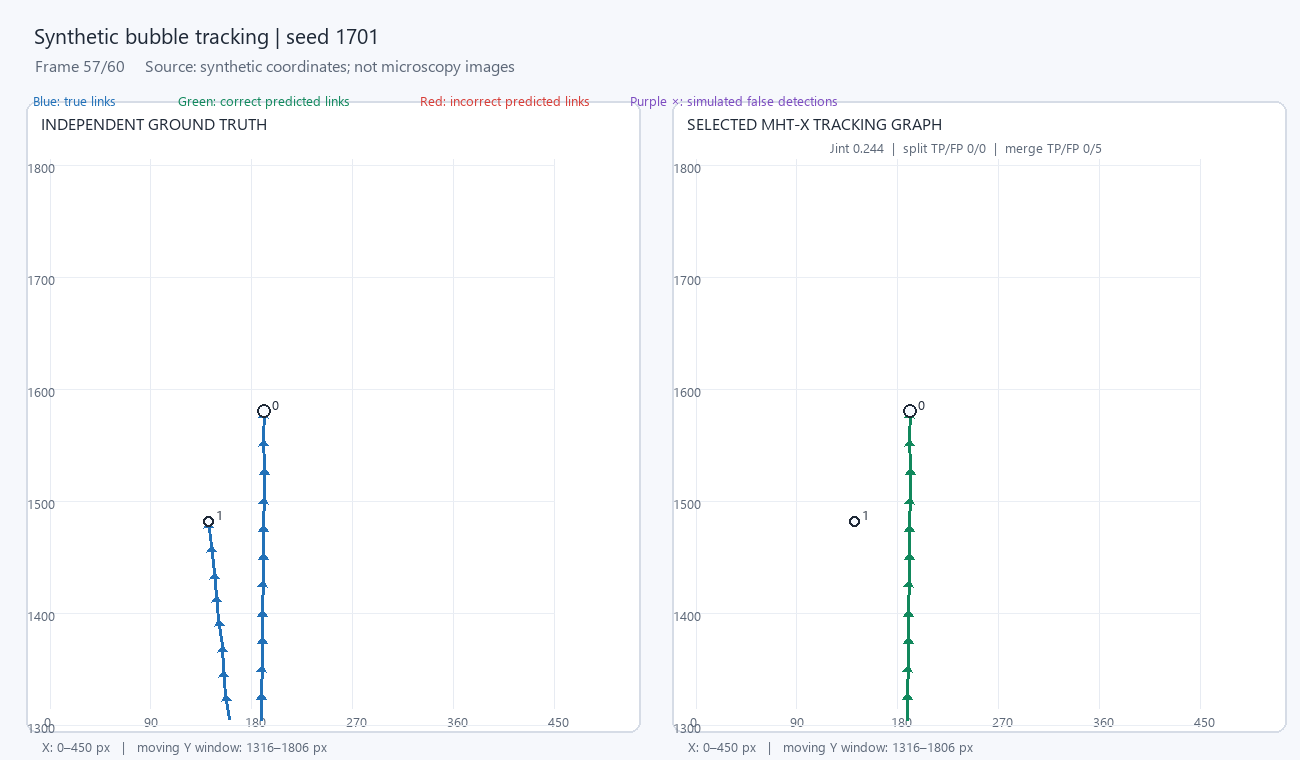 Synthetic bubble tracking | seed 1701
Frame 57/60 Source: synthetic coordinates; not microscopy images
Blue: true links Green: correct predicted links Red: incorrect predicted links Purple ×: simulated false detections
INDEPENDENT GROUND TRUTH
1800
1700
1600
1500
1400
1300
0
1
0 90 180 270 360 450
X: 0–450 px | moving Y window: 1316–1806 px
SELECTED MHT-X TRACKING GRAPH
Jint 0.244 | split TP/FP 0/0 | merge TP/FP 0/5
1800
1700
1600
1500
1400
1300
0
1
0 90 180 270 360 450
X: 0–450 px | moving Y window: 1316–1806 px